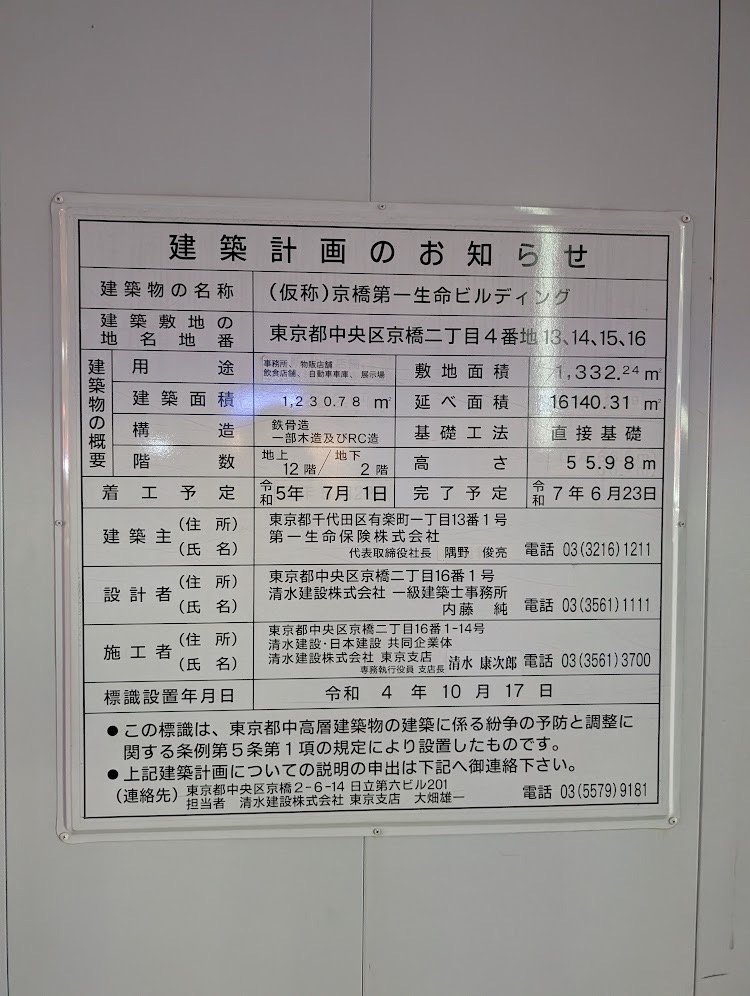 建築計画のお知らせ
建築物の名称 (仮称)京橋第一生命ビルディング
建築敷地の地名地番 東京都中央区京橋二丁目4番地13、14、15、16
建築物の概要
用途 事務所、物販店舗
飲食店舗、自動車車庫、展示場
敷地面積 1,332.24㎡
建築面積 1,230.78㎡ 延べ面積 16140.31㎡
構造 鉄骨造
一部木造及びRC造
基礎工法 直接基礎
階数 地上12階/地下2階 高さ 55.98m
着工予定 令和5年 7月 1日 完了予定 令和7年6月23日
建築主 (住所) (氏名)
東京都千代田区有楽町一丁目13番1号
第一生命保険株式会社
代表取締役社長 隅野 俊亮 電話 03(3216)1211
設計者 (住所) (氏名)
東京都中央区京橋二丁目16番1号
清水建設株式会社 一級建築士事務所
内藤 純 電話 03(3561)1111
施工者 (住所) (氏名)
東京都中央区京橋二丁目16番1-14号
清水建設・日本建設 共同企業体
清水建設株式会社 東京支店
専務執行役員 支店長 清水 康次郎 電話 03(3561)3700
標識設置年月日 令和 4 年 10 月 17 日
●この標識は、東京都中高層建築物の建築に係る紛争の予防と調整に
関する条例第5条第1項の規定により設置したものです。
●上記建築計画についての説明の申出は下記へ御連絡下さい。
(連絡先) 東京都中央区京橋2-6-14 日立第六ビル201
担当者 清水建設株式会社 東京支店 大畑雄一 電話 03(5579)9181